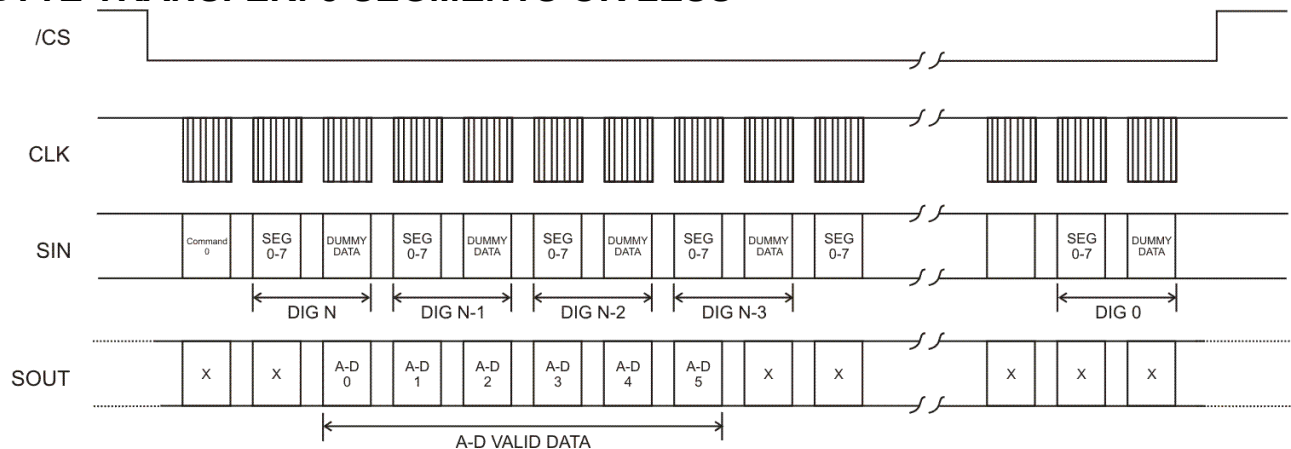 /CS
CLK
SIN
Command
0
SEG
0-7
DUMMY
DATA
SEG
0-7
DUMMY
DATA
SEG
0-7
DUMMY
DATA
SEG
0-7
DUMMY
DATA
SEG
0-7
SEG
0-7
DUMMY
DATA
DIG N
DIG N-1
DIG N-2
DIG N-3
DIG 0
SOUT
X
X
A-D
0
A-D
1
A-D
2
A-D
3
A-D
4
A-D
5
X
X
X
X
X
A-D VALID DATA